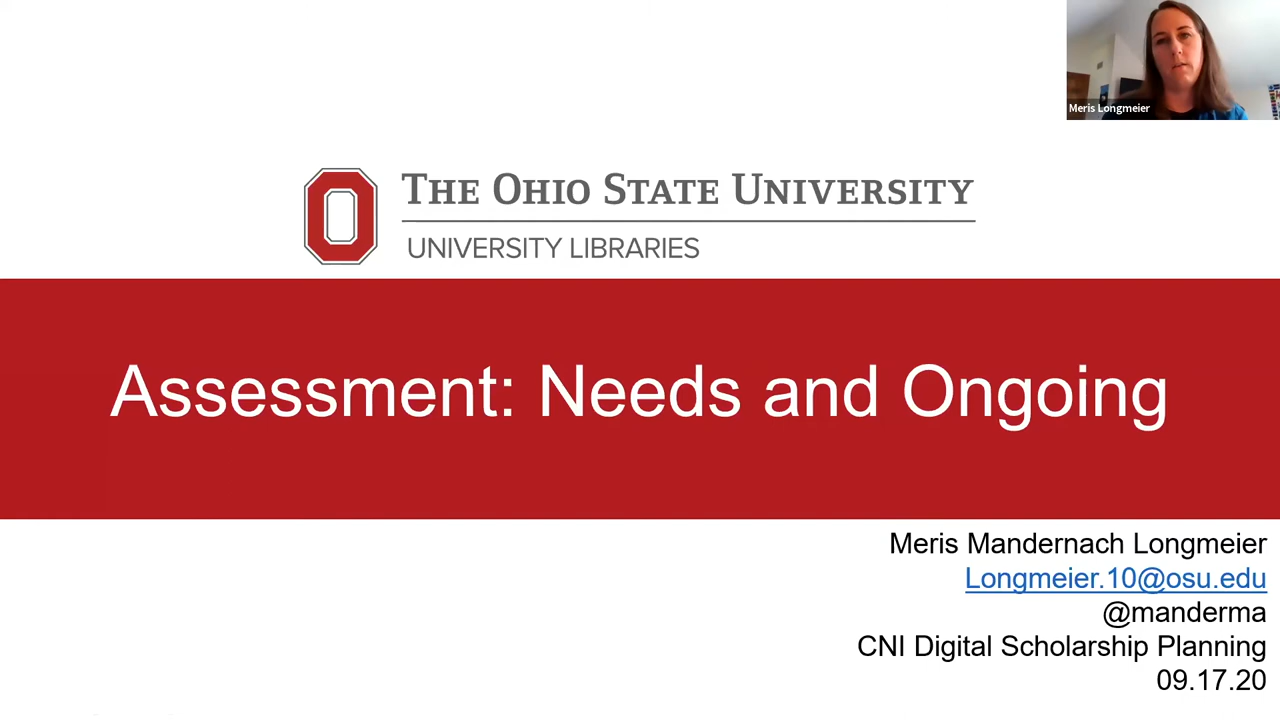 Meris Longmeier
THE OHIO STATE UNIVERSITY
UNIVERSITY LIBRARIES
Assessment: Needs and Ongoing
Meris Mandernach Longmeier
Longmeier.10@osu.edu
@manderma
CNI Digital Scholarship Planning
09.17.20